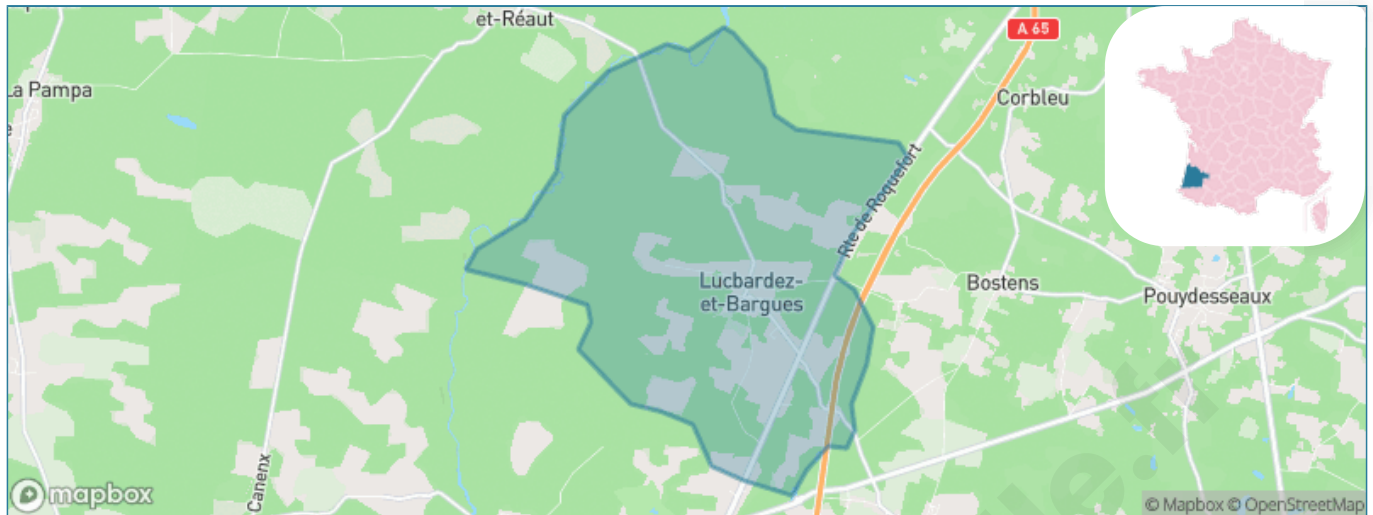 et-Réaut
A 65
La Pampa
Corbleu
Rte de Roquefort
Lucbardez-
et-Bargues
Bostens
Pouydesseaux
Canenx
mapbox
© Mapbox © OpenStreetMap